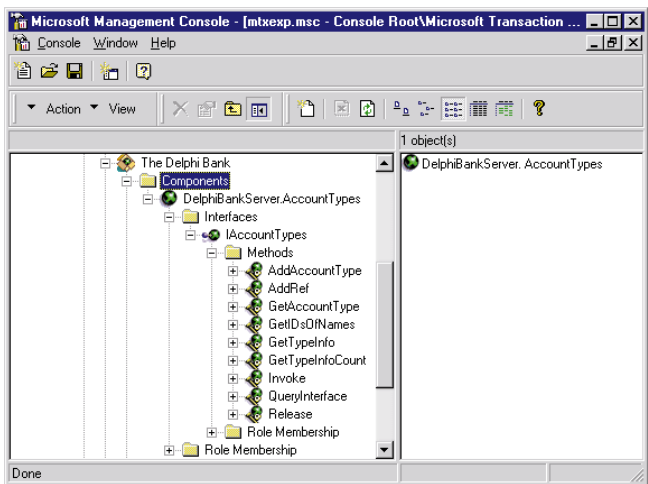 Microsoft Management Console - [mtxexp.msc - Console Root\Microsoft Transaction ...
Console Window Help
Action View
1 object(s)
The Delphi Bank
Components
DelphiBankServer.AccountTypes
Interfaces
IAccountTypes
Methods
AddAccountType
AddRef
GetAccountType
GetIDsOfNames
GetTypeInfo
GetTypeInfoCount
Invoke
QueryInterface
Release
Role Membership
Role Membership
DelphiBankServer. AccountTypes
Done